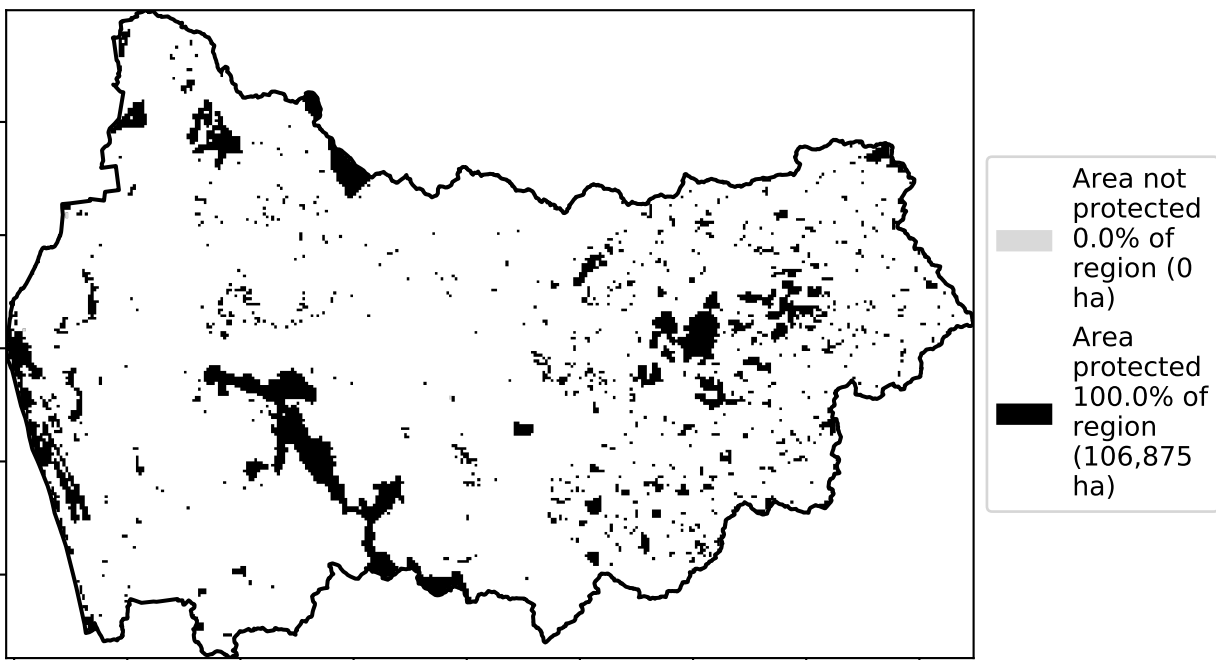 Area not
protected
0.0% of
region (0
ha)
Area
protected
100.0% of
region
(106,875
ha)